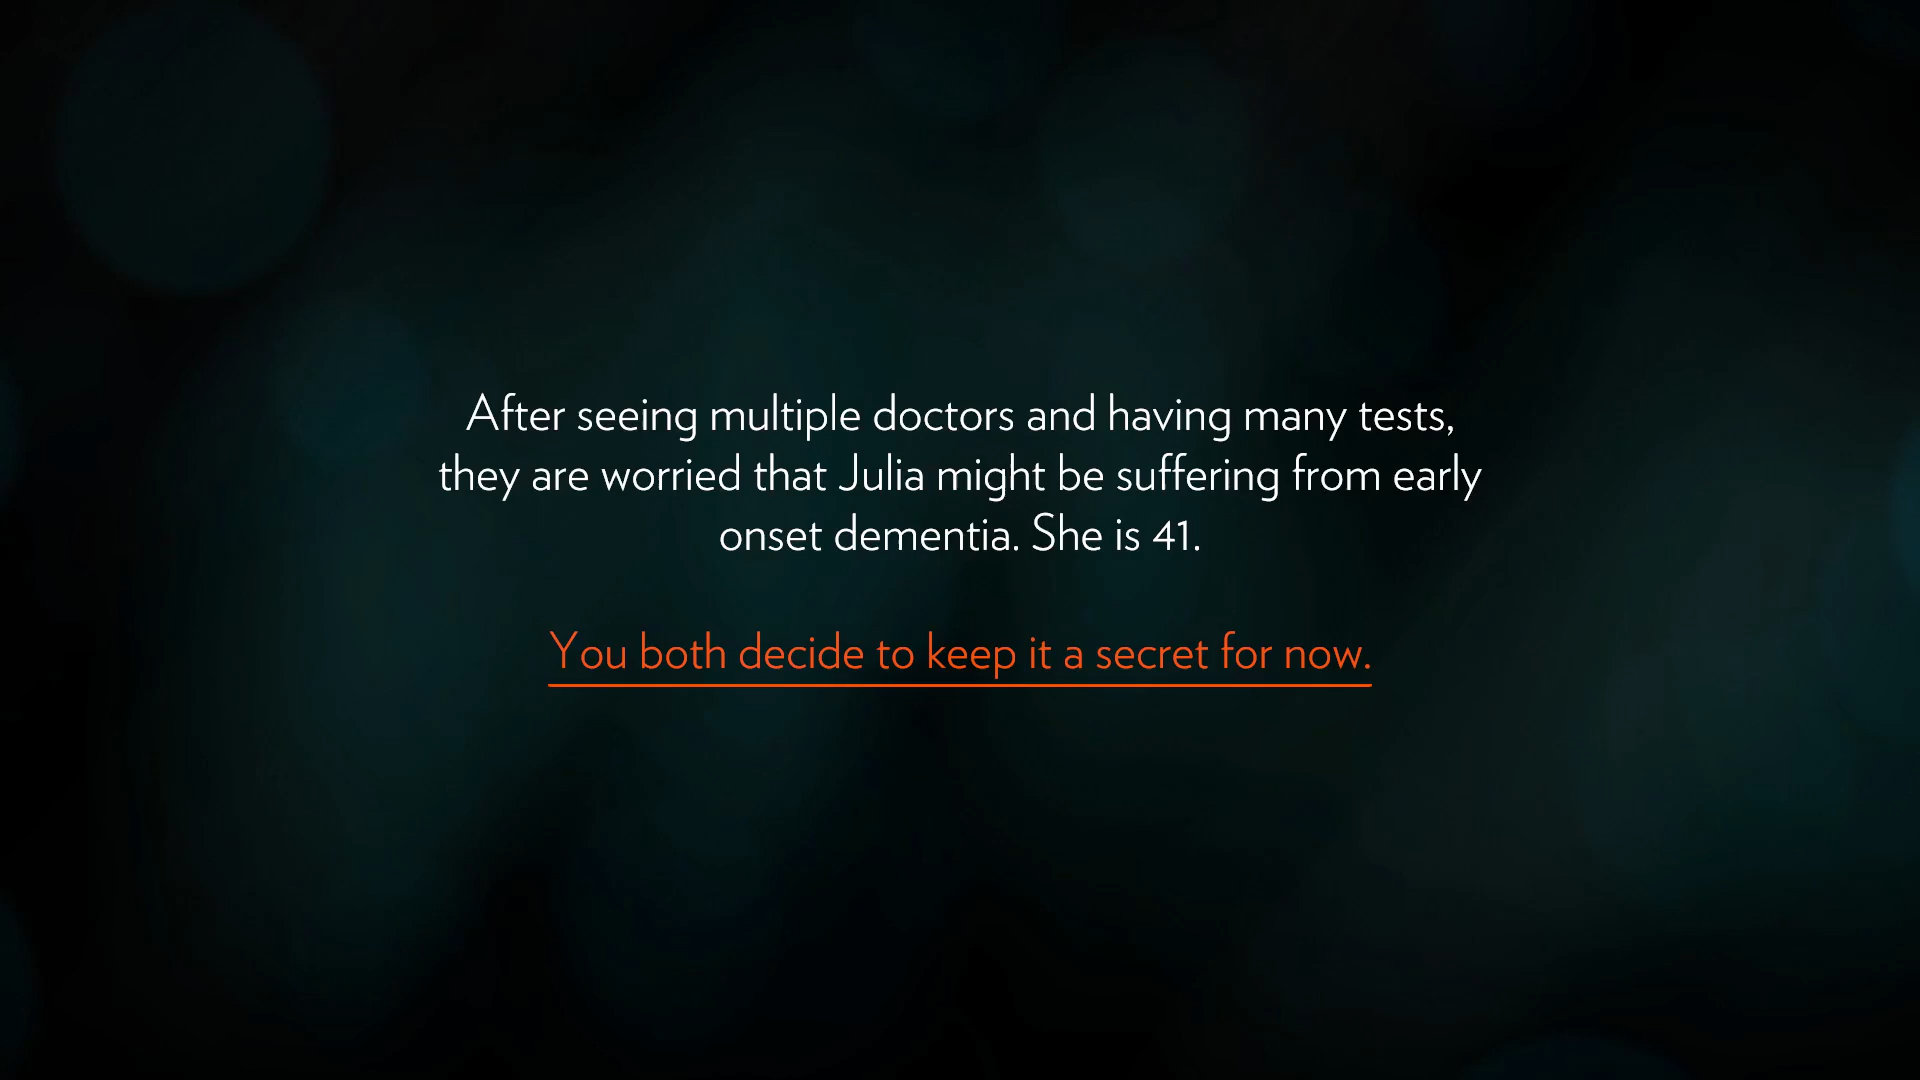 After seeing multiple doctors and having many tests,
they are worried that Julia might be suffering from early
onset dementia. She is 41.
You both decide to keep it a secret for now.